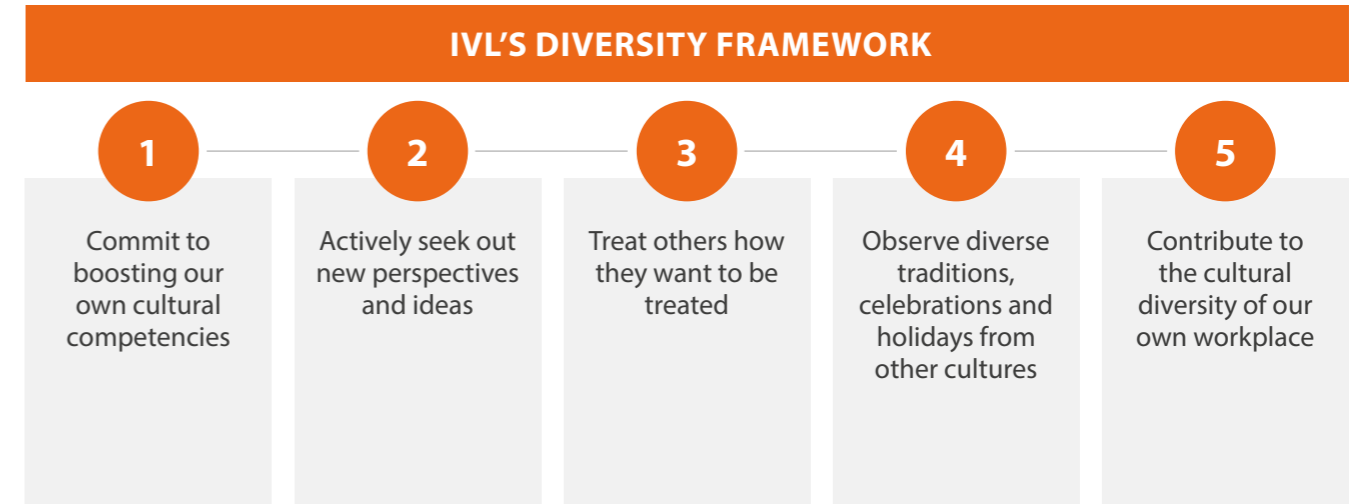 IVL’S DIVERSITY FRAMEWORK
1
Commit to
boosting our
own cultural
competencies
2
Actively seek out
new perspectives
and ideas
3
Treat others how
they want to be
treated
4
Observe diverse
traditions,
celebrations and
holidays from
other cultures
5
Contribute to
the cultural
diversity of our
own workplace